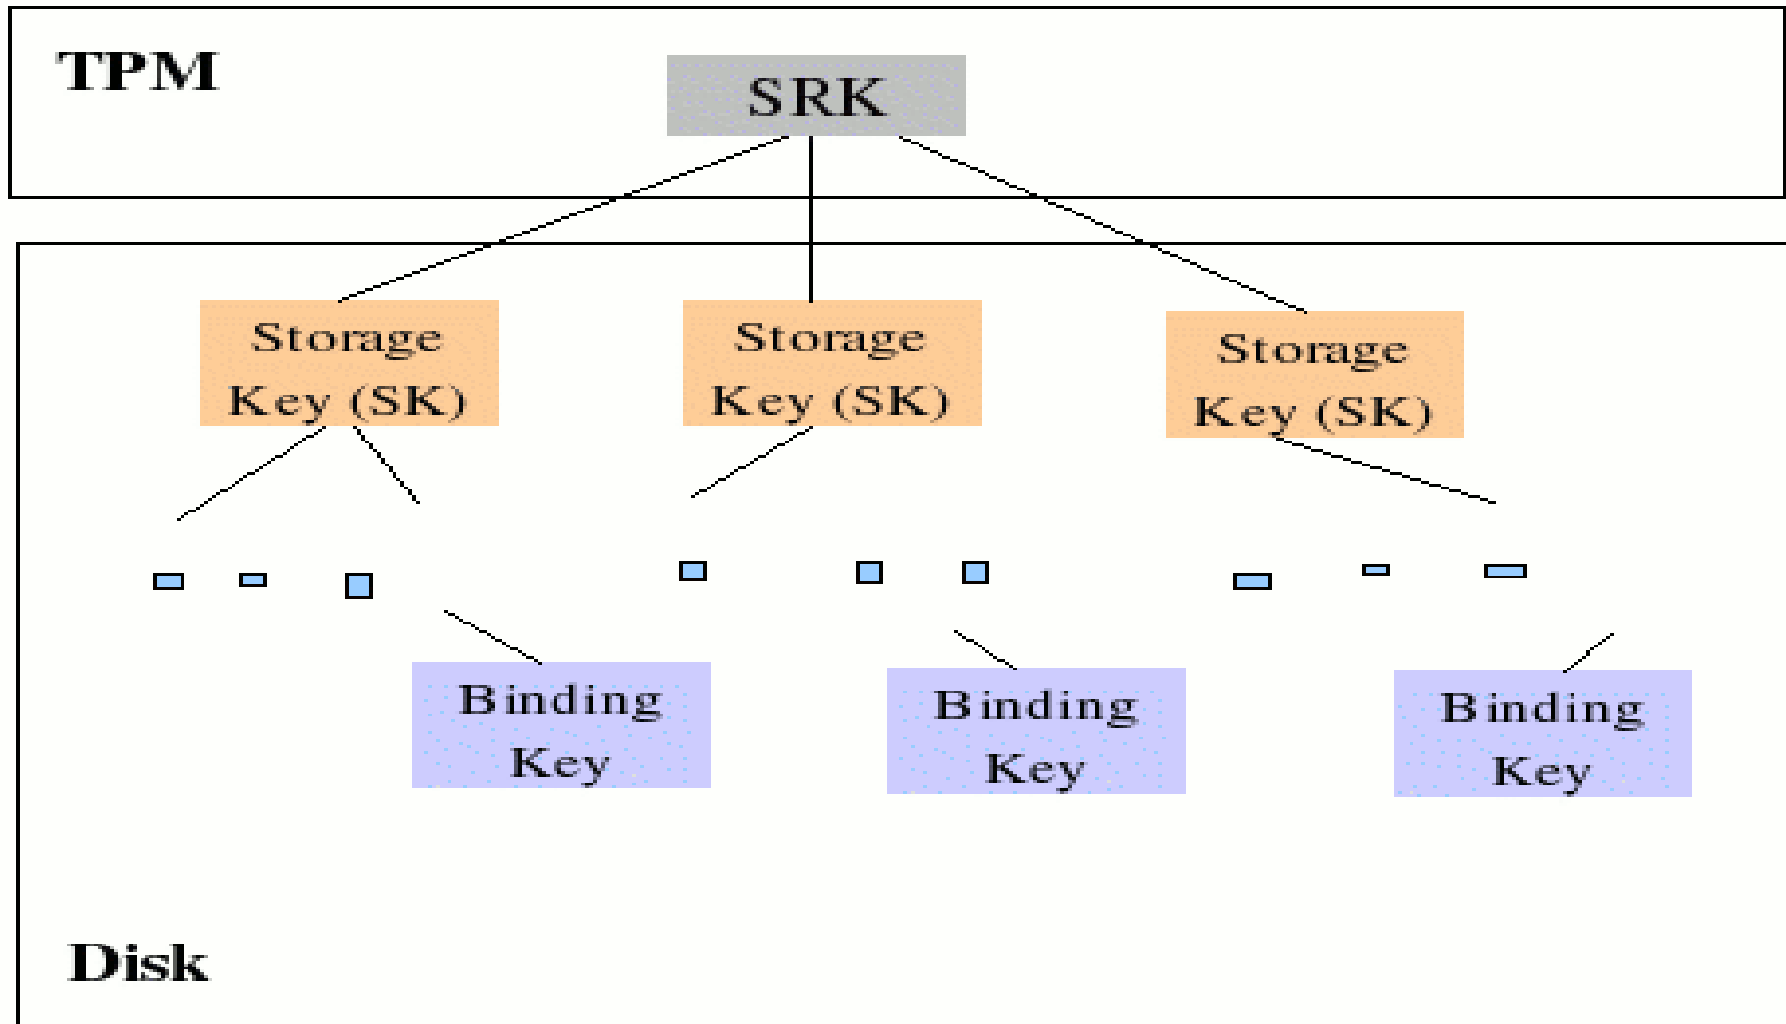 TPM
SRK
Storage
Key (SK)
Storage
Key (SK)
Storage
Key (SK)
Binding
Key
Binding
Key
Binding
Key
Disk